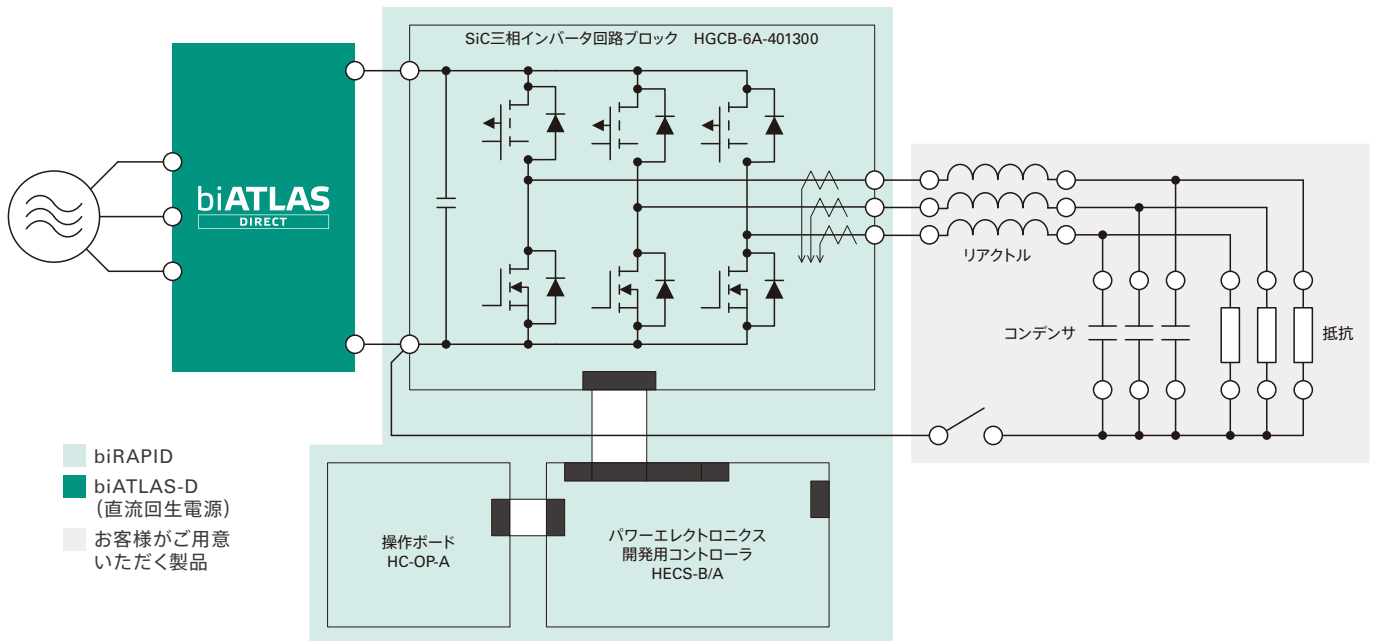 SiC三相インバータ回路ブロック HGCB-6A-401300
biATLAS
DIRECT
リアクトル
コンデンサ
抵抗
biRAPID
biATLAS-D
(直流回生電源)
お客様がご用意
いただく製品
操作ボード
HC-OP-A
パワーエレクトロニクス
開発用コントローラ
HECS-B/A